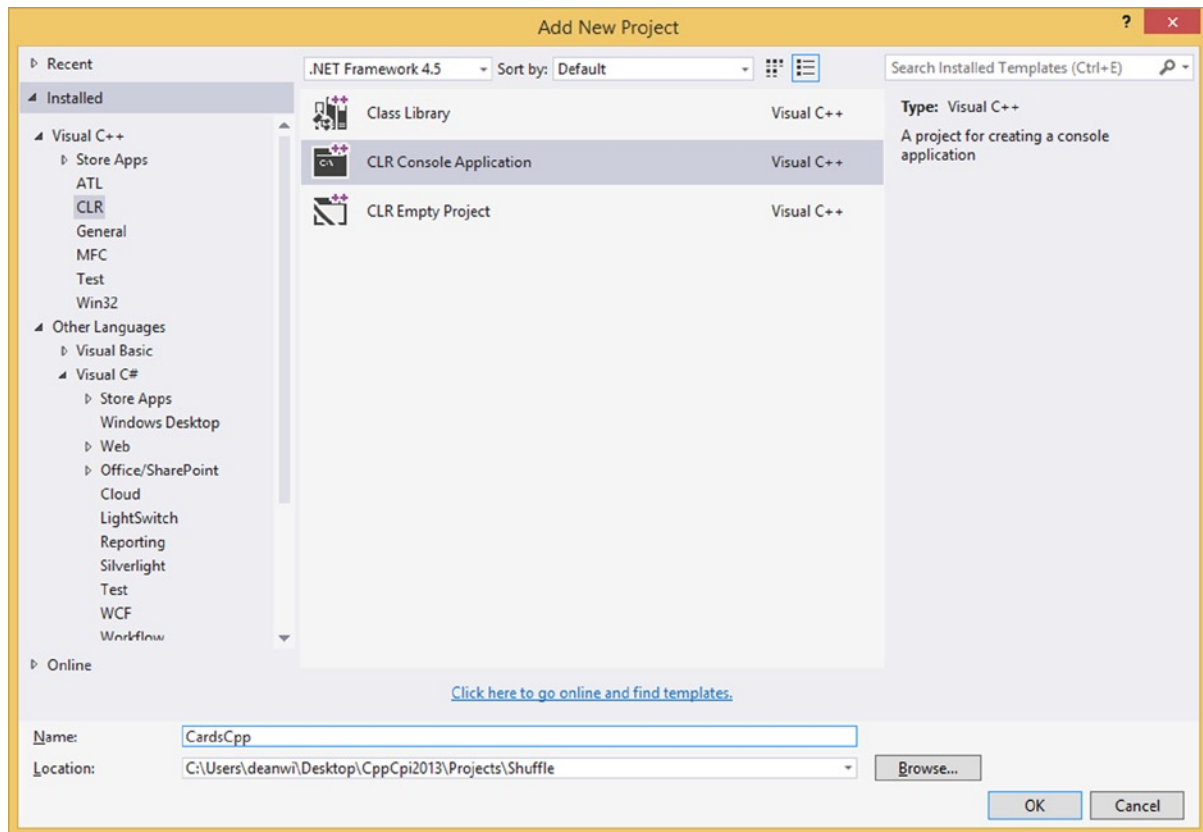 Add New Project
?
Recent
Installed
Visual C++
Store Apps
ATL
CLR
General
MFC
Test
Win32
Other Languages
Visual Basic
Visual C#
Store Apps
Windows Desktop
Web
Office/SharePoint
Cloud
LightSwitch
Reporting
Silverlight
Test
WCF
Workflow
Online
.NET Framework 4.5 Sort by: Default
Class Library Visual C++
CLR Console Application Visual C++
CLR Empty Project Visual C++
Click here to go online and find templates.
Search Installed Templates (Ctrl+E)
Type: Visual C++
A project for creating a console
application
Name: CardsCpp
Location: C:\Users\deanwi\Desktop\CppCpi2013\Projects\Shuffle Browse...
OK Cancel